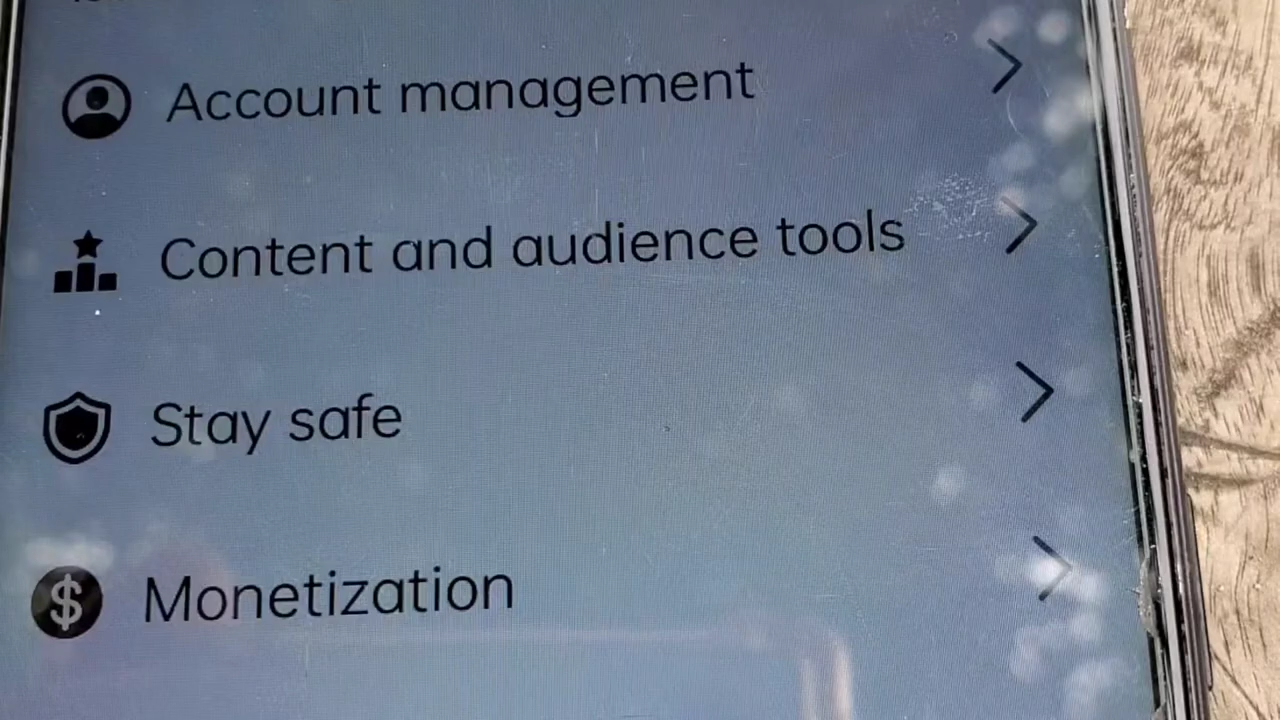 Account management
Content and audience tools
Stay safe
Monetization